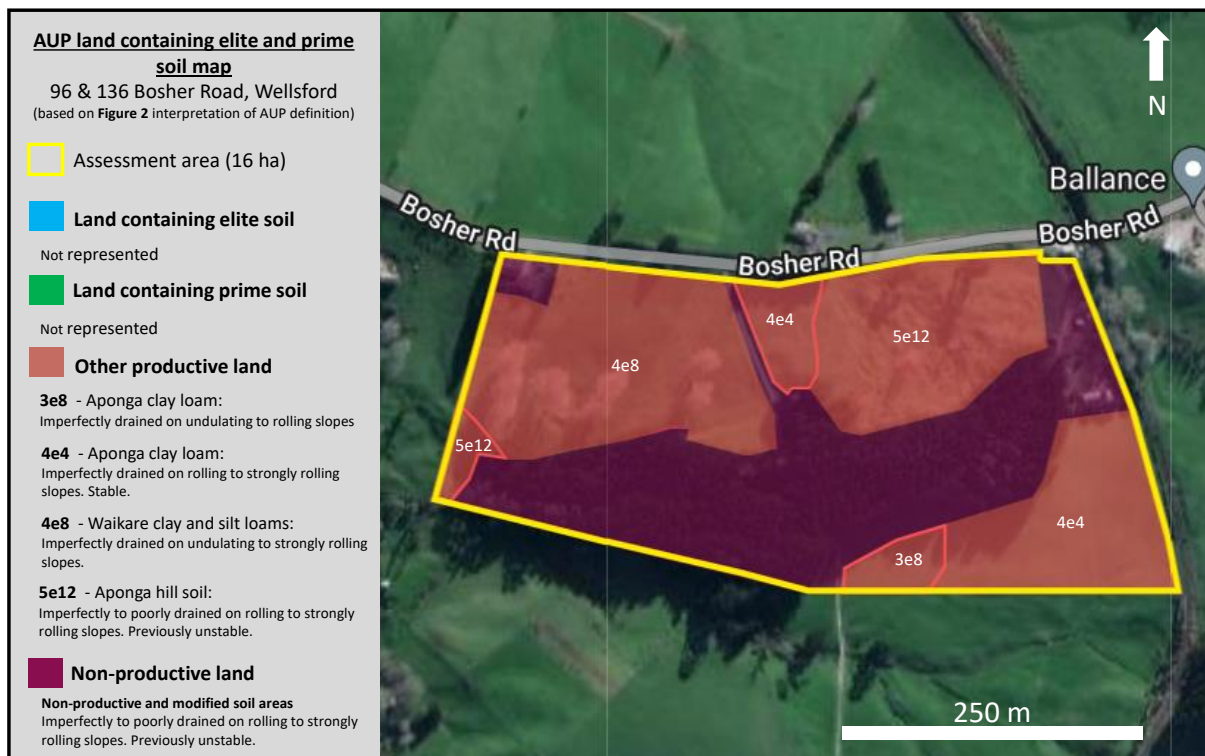 AUP land containing elite and prime
soil map
96 & 136 Bosher Road, Wellsford
(based on Figure 2 interpretation of AUP definition)
Assessment area (16 ha)
Land containing elite soil
Not represented
Land containing prime soil
Not represented
Other productive land
3e8 - Aponga clay loam:
Imperfectly drained on undulating to rolling slopes
4e4 - Aponga clay loam:
Imperfectly drained on rolling to strongly rolling
slopes. Stable.
4e8 - Waikare clay and silt loams:
Imperfectly drained on undulating to strongly rolling
slopes.
5e12 - Aponga hill soil:
Imperfectly to poorly drained on rolling to strongly
rolling slopes. Previously unstable.
Non-productive land
Non-productive and modified soil areas
Imperfectly to poorly drained on rolling to strongly
rolling slopes. Previously unstable.
N
Ballance
Bosher Rd
Bosher Rd
Bosher Rd
4e4
5e12
4e8
5e12
4e4
3e8
250 m